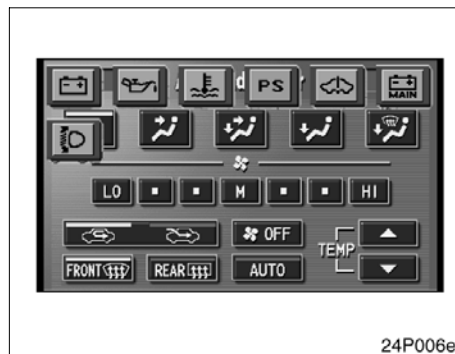 PS MAIN
LO M HI
OFF
TEMP
FRONT REAR AUTO
24P006e